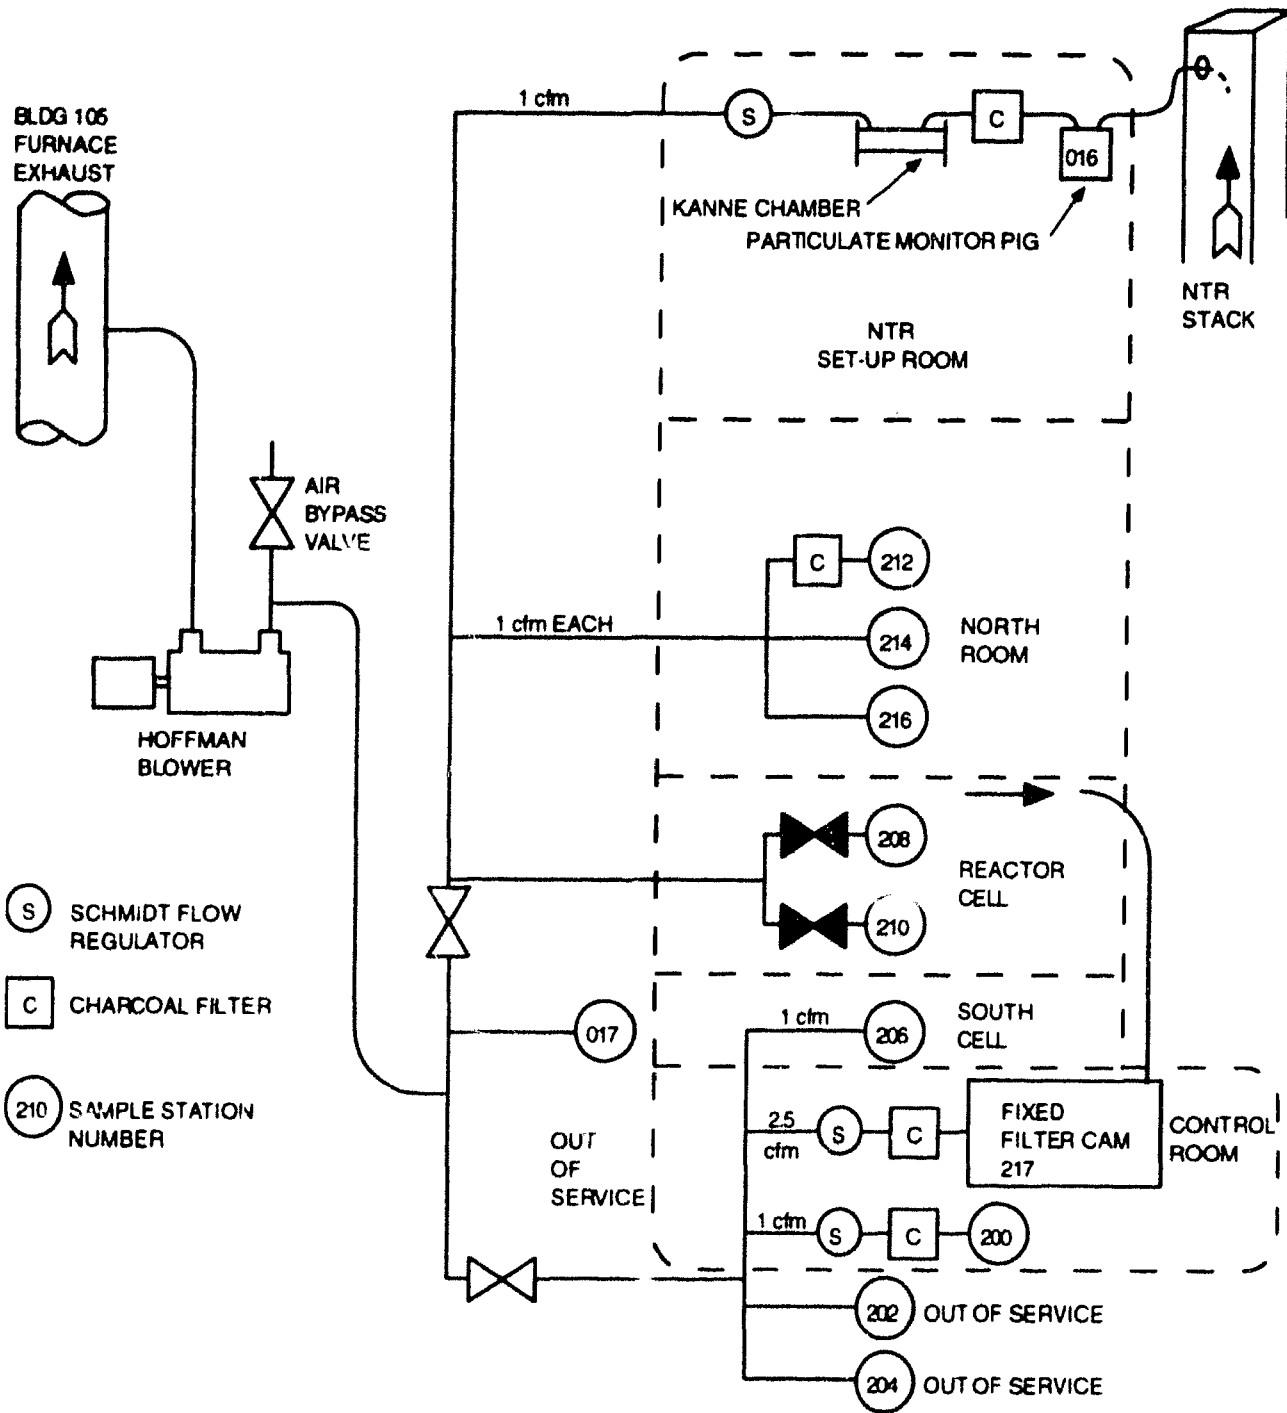 BLDG 105
FURNACE
EXHAUST
1 cfm
S
C
016
KANNE CHAMBER
PARTICULATE MONITOR PIG
NTR
STACK
NTR
SET-UP ROOM
AIR
BYPASS
VALVE
C
212
1 cfm EACH
214
NORTH
ROOM
216
HOFFMAN
BLOWER
208
REACTOR
CELL
210
S
SCHMIDT FLOW
REGULATOR
C
CHARCOAL FILTER
210
SAMPLE STATION
NUMBER
017
1 cfm
206
SOUTH
CELL
OUT
OF
SERVICE
2.5
cfm
S
C
FIXED
FILTER CAM
217
CONTROL
ROOM
1 cfm
S
C
200
202
OUT OF SERVICE
204
OUT OF SERVICE